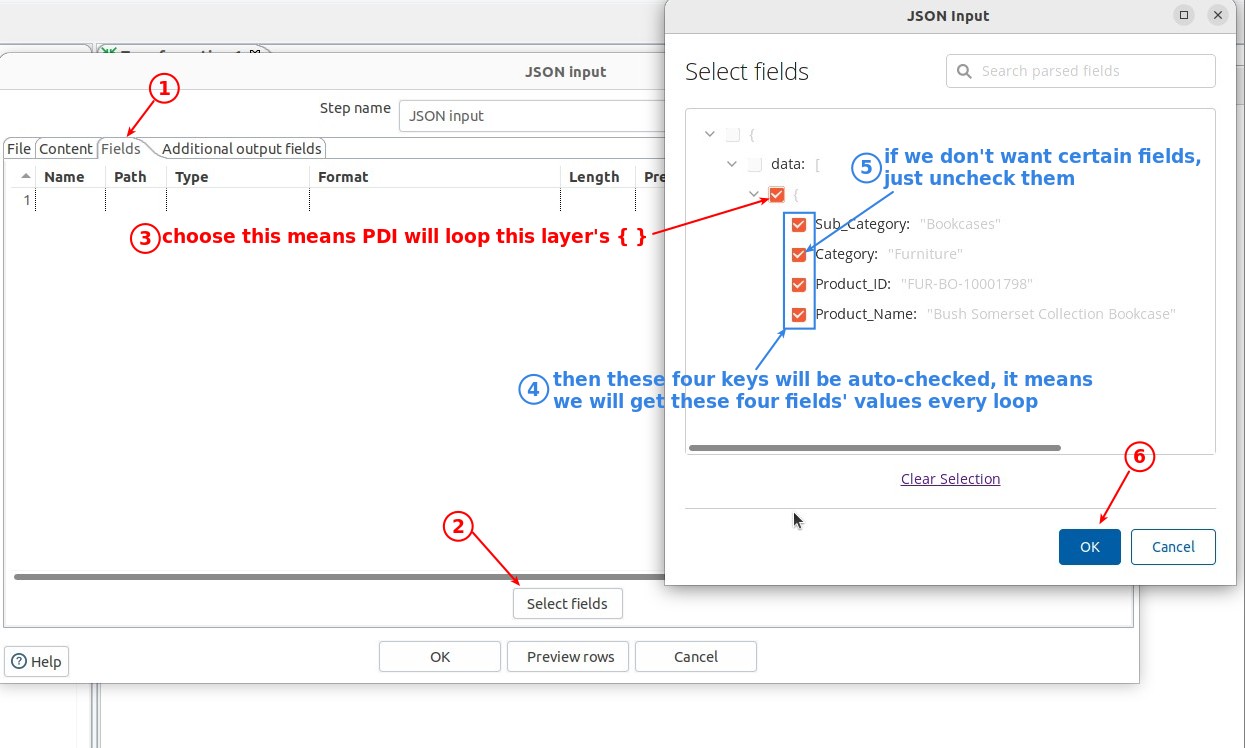 JSON Input
JSON input
Select fields
Search parsed fields
1
Step name
JSON input
File
Content
Fields
Additional output fields
Name
Path
Type
Format
Length
Pre
1
{
data: [
{
Sub_Category: "Bookcases"
Category: "Furniture"
Product_ID: "FUR-BO-10001798"
Product_Name: "Bush Somerset Collection Bookcase"
5 if we don't want certain fields,
just uncheck them
3 choose this means PDI will loop this layer's { }
4 then these four keys will be auto-checked, it means
we will get these four fields' values every loop
6
Clear Selection
2
OK
Cancel
Select fields
Help
OK
Preview rows
Cancel